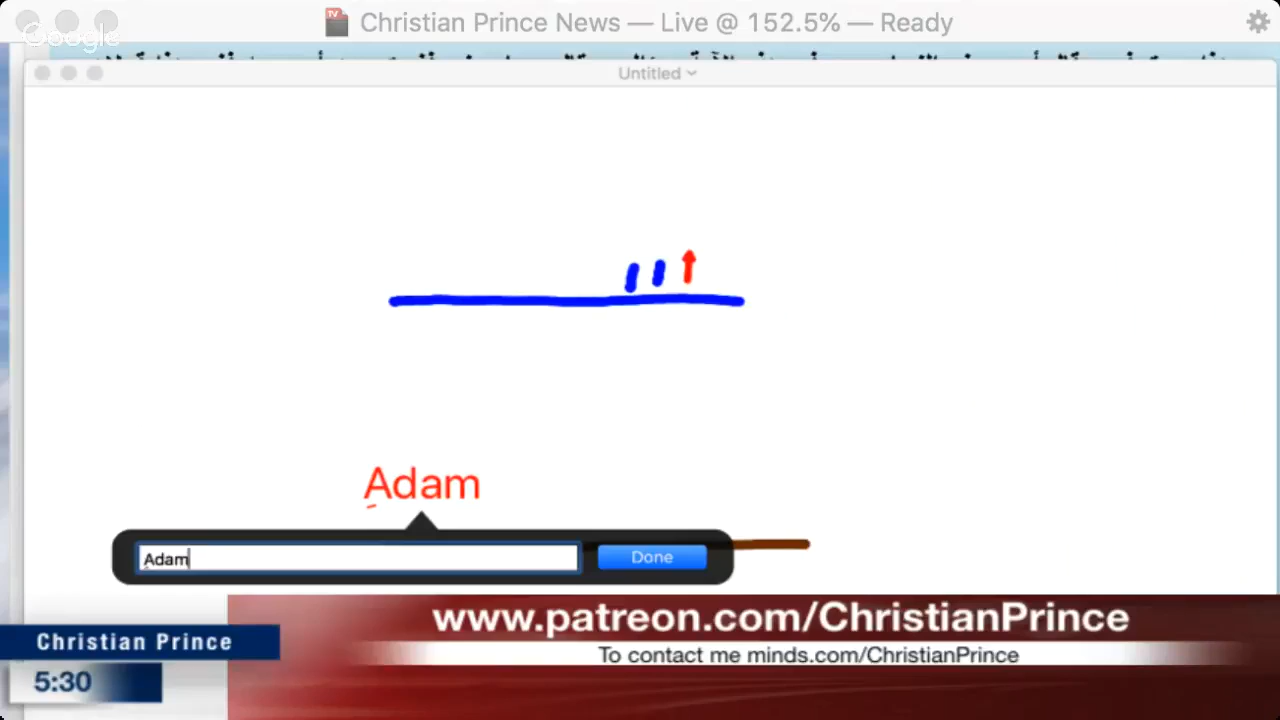 Christian Prince News — Live @ 152.5% — Ready
Google
Untitled
Adam
Adam
Done
www.patreon.com/ChristianPrince
Christian Prince
To contact me minds.com/ChristianPrince
5:30